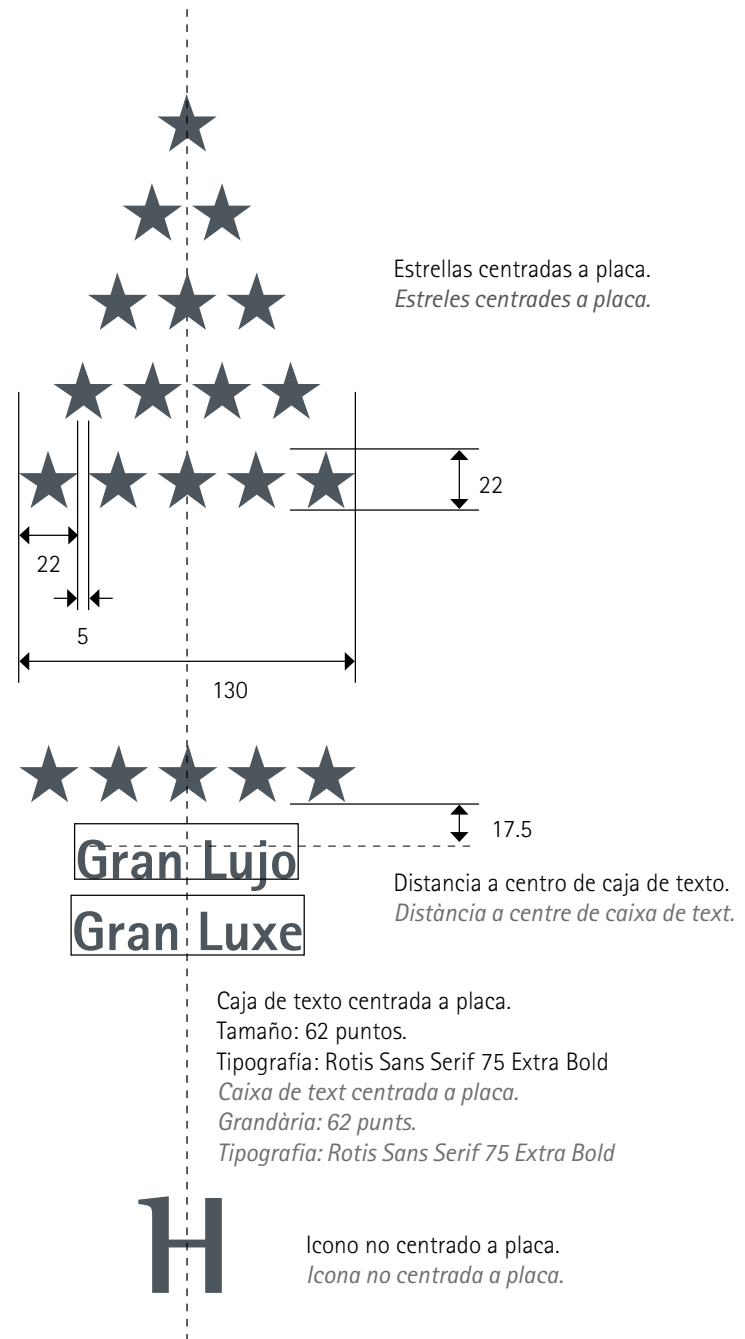 Estrellas centradas a placa.
Estreles centrades a placa.
22
22
5
130
17.5
Gran Lujo
Distancia a centro de caja de texto.
Distància a centre de caixa de text.
Gran Luxe
Caja de texto centrada a placa.
Tamaño: 62 puntos.
Tipografía: Rotis Sans Serif 75 Extra Bold
Caixa de text centrada a placa.
Grandària: 62 punts.
Tipografia: Rotis Sans Serif 75 Extra Bold
H
Icono no centrado a placa.
Icona no centrada a placa.